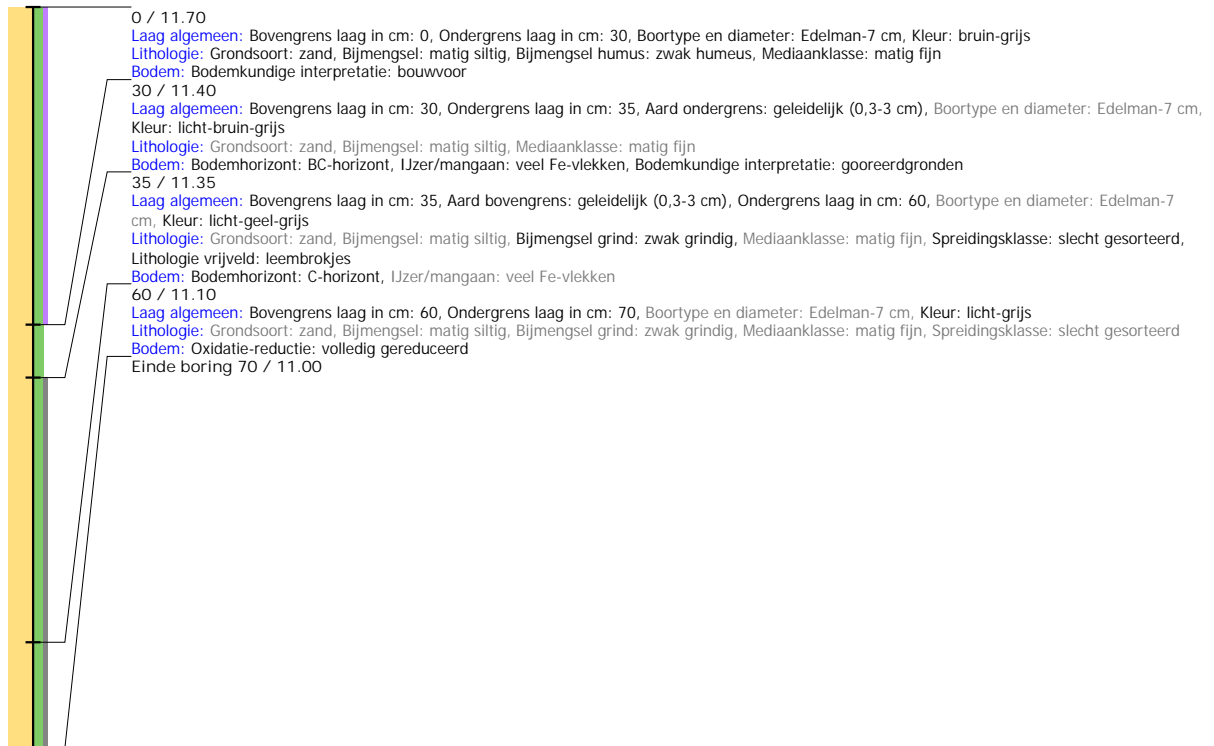 0 / 11.70
Laag algemeen: Bovengrens laag in cm: 0, Ondergrens laag in cm: 30, Boortype en diameter: Edelman-7 cm, Kleur: bruin-grijs
Lithologie: Grondsoort: zand, Bijmengsel: matig siltig, Bijmengsel humus: zwak humeus, Mediaanklasse: matig fijn
Bodem: Bodemkundige interpretatie: bouwvoor
30 / 11.40
Laag algemeen: Bovengrens laag in cm: 30, Ondergrens laag in cm: 35, Aard ondergrens: geleidelijk (0,3-3 cm), Boortype en diameter: Edelman-7 cm,
Kleur: licht-bruin-grijs
Lithologie: Grondsoort: zand, Bijmengsel: matig siltig, Mediaanklasse: matig fijn
Bodem: Bodemhorizont: BC-horizont, IJzer/mangaan: veel Fe-vlekken, Bodemkundige interpretatie: gooreerdgronden
35 / 11.35
Laag algemeen: Bovengrens laag in cm: 35, Aard bovengrens: geleidelijk (0,3-3 cm), Ondergrens laag in cm: 60, Boortype en diameter: Edelman-7
cm, Kleur: licht-geel-grijs
Lithologie: Grondsoort: zand, Bijmengsel: matig siltig, Bijmengsel grind: zwak grindig, Mediaanklasse: matig fijn, Spreidingsklasse: slecht gesorteerd,
Lithologie vrijveld: leembrokjes
Bodem: Bodemhorizont: C-horizont, IJzer/mangaan: veel Fe-vlekken
60 / 11.10
Laag algemeen: Bovengrens laag in cm: 60, Ondergrens laag in cm: 70, Boortype en diameter: Edelman-7 cm, Kleur: licht-grijs
Lithologie: Grondsoort: zand, Bijmengsel: matig siltig, Bijmengsel grind: zwak grindig, Mediaanklasse: matig fijn, Spreidingsklasse: slecht gesorteerd
Bodem: Oxidatie-reductie: volledig gereduceerd
Einde boring 70 / 11.00